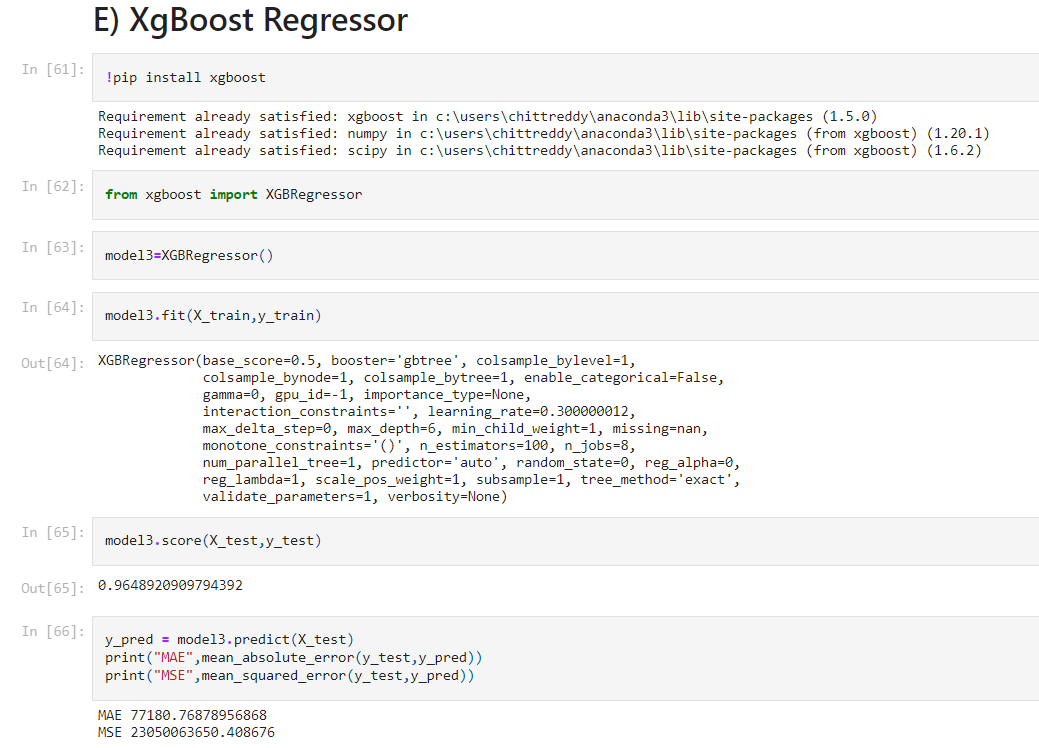 E) XgBoost Regressor
In [61]:
!pip install xgboost
Requirement already satisfied: xgboost in c:\users\chittreddy\anaconda3\lib\site-packages (1.5.0)
Requirement already satisfied: numpy in c:\users\chittreddy\anaconda3\lib\site-packages (from xgboost) (1.20.1)
Requirement already satisfied: scipy in c:\users\chittreddy\anaconda3\lib\site-packages (from xgboost) (1.6.2)
In [62]:
from xgboost import XGBRegressor
In [63]:
model3=XGBRegressor()
In [64]:
model3.fit(X_train,y_train)
Out[64]:
XGBRegressor(base_score=0.5, booster='gbtree', colsample_bylevel=1,
colsample_bynode=1, colsample_bytree=1, enable_categorical=False,
gamma=0, gpu_id=-1, importance_type=None,
interaction_constraints='', learning_rate=0.300000012,
max_delta_step=0, max_depth=6, min_child_weight=1, missing=nan,
monotone_constraints='()', n_estimators=100, n_jobs=8,
num_parallel_tree=1, predictor='auto', random_state=0, reg_alpha=0,
reg_lambda=1, scale_pos_weight=1, subsample=1, tree_method='exact',
validate_parameters=1, verbosity=None)
In [65]:
model3.score(X_test,y_test)
Out[65]:
0.9648920909794392
In [66]:
y_pred = model3.predict(X_test)
print("MAE",mean_absolute_error(y_test,y_pred))
print("MSE",mean_squared_error(y_test,y_pred))
MAE 77180.76878956868
MSE 23050063650.408676